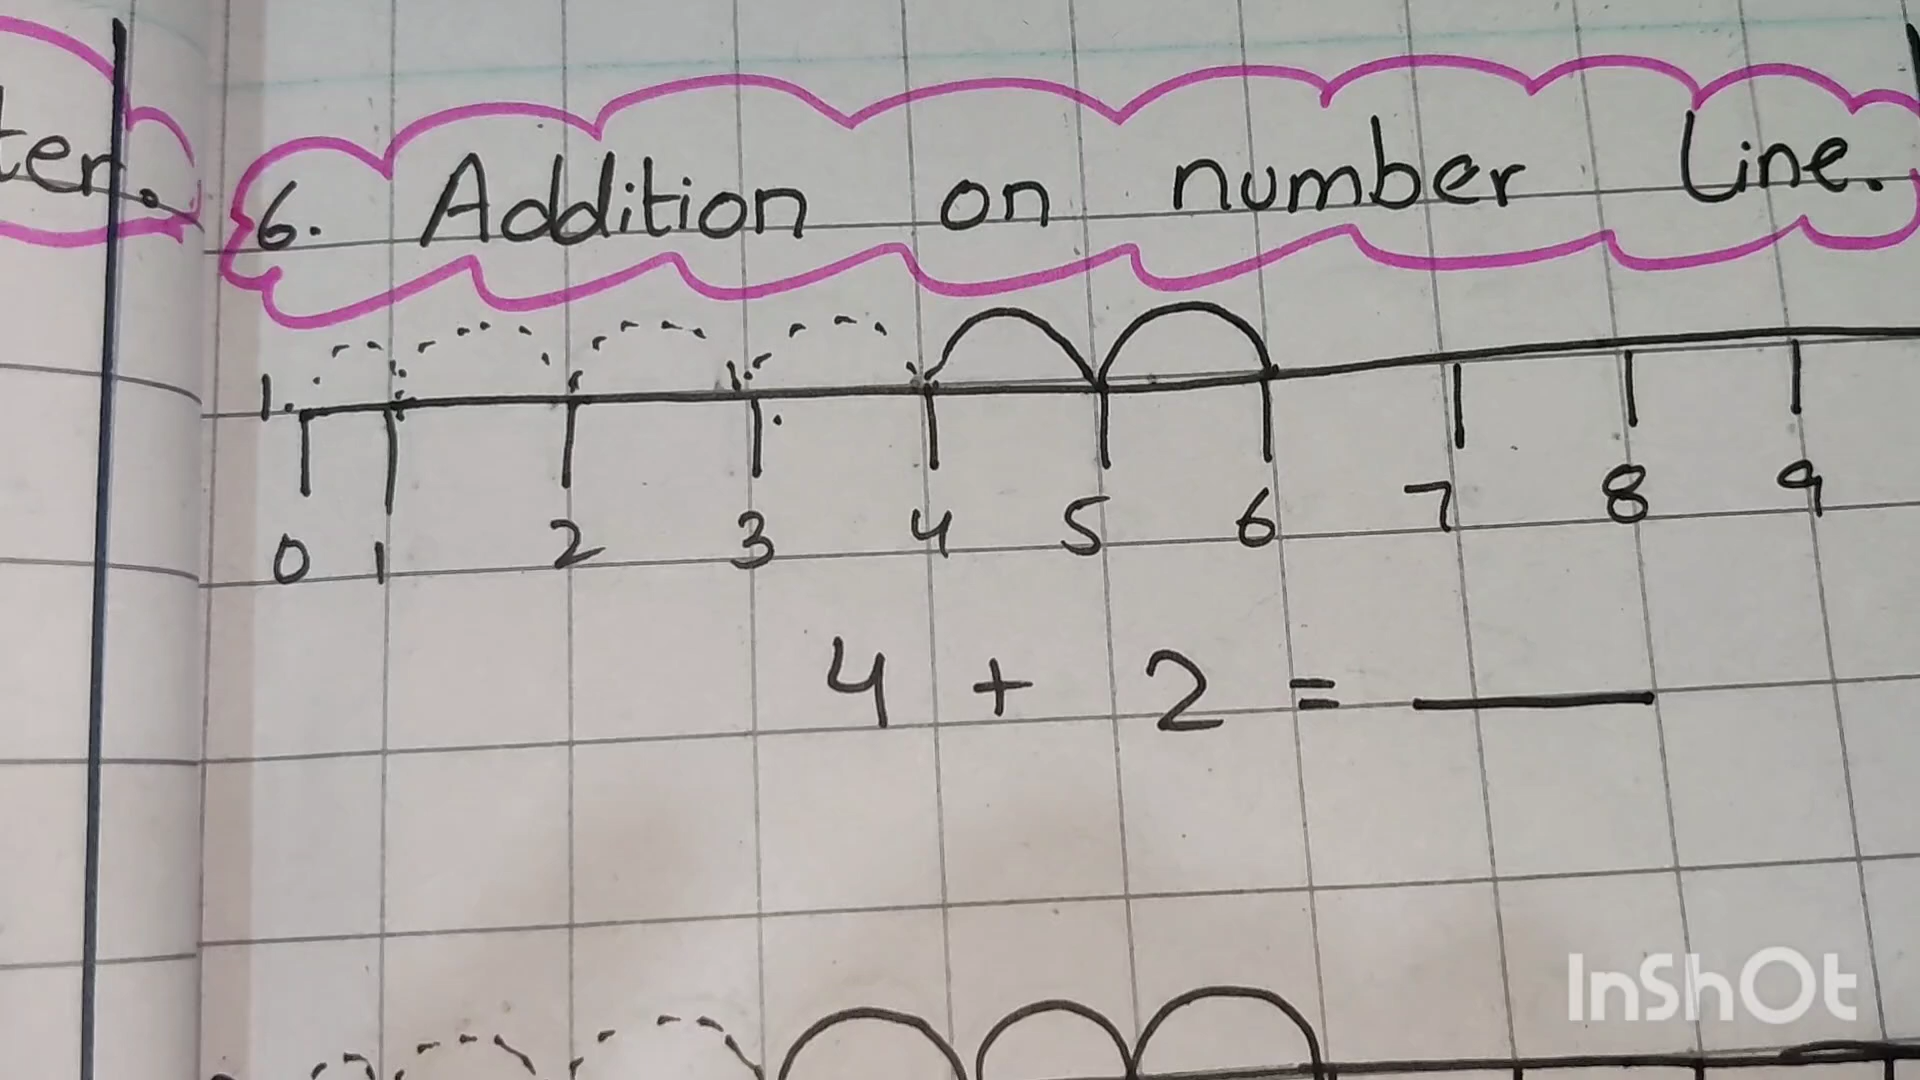 ter.
6. Addition on number line.
1.
0 1 2 3 4 5 6 7 8 9
4 + 2 =
InShOt